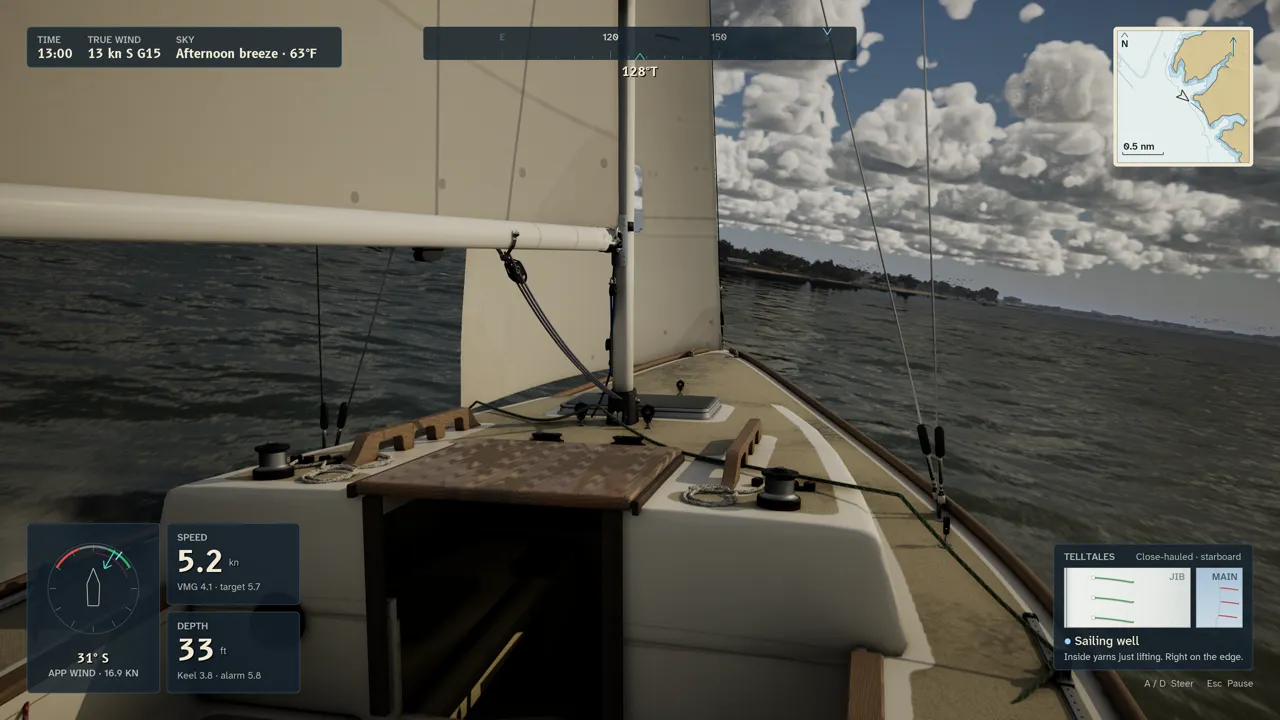 TIME
13:00
TRUE WIND
13 kn S G15
SKY
Afternoon breeze · 63°F
E
120
150
128°T
N
0.5 nm
31° S
APP WIND · 16.9 KN
SPEED
5.2 kn
VMG 4.1 · target 5.7
DEPTH
33 ft
Keel 3.8 · alarm 5.8
TELLTALES
Close-hauled · starboard
JIB
MAIN
Sailing well
Inside yarns just lifting. Right on the edge.
A / D Steer
Esc Pause